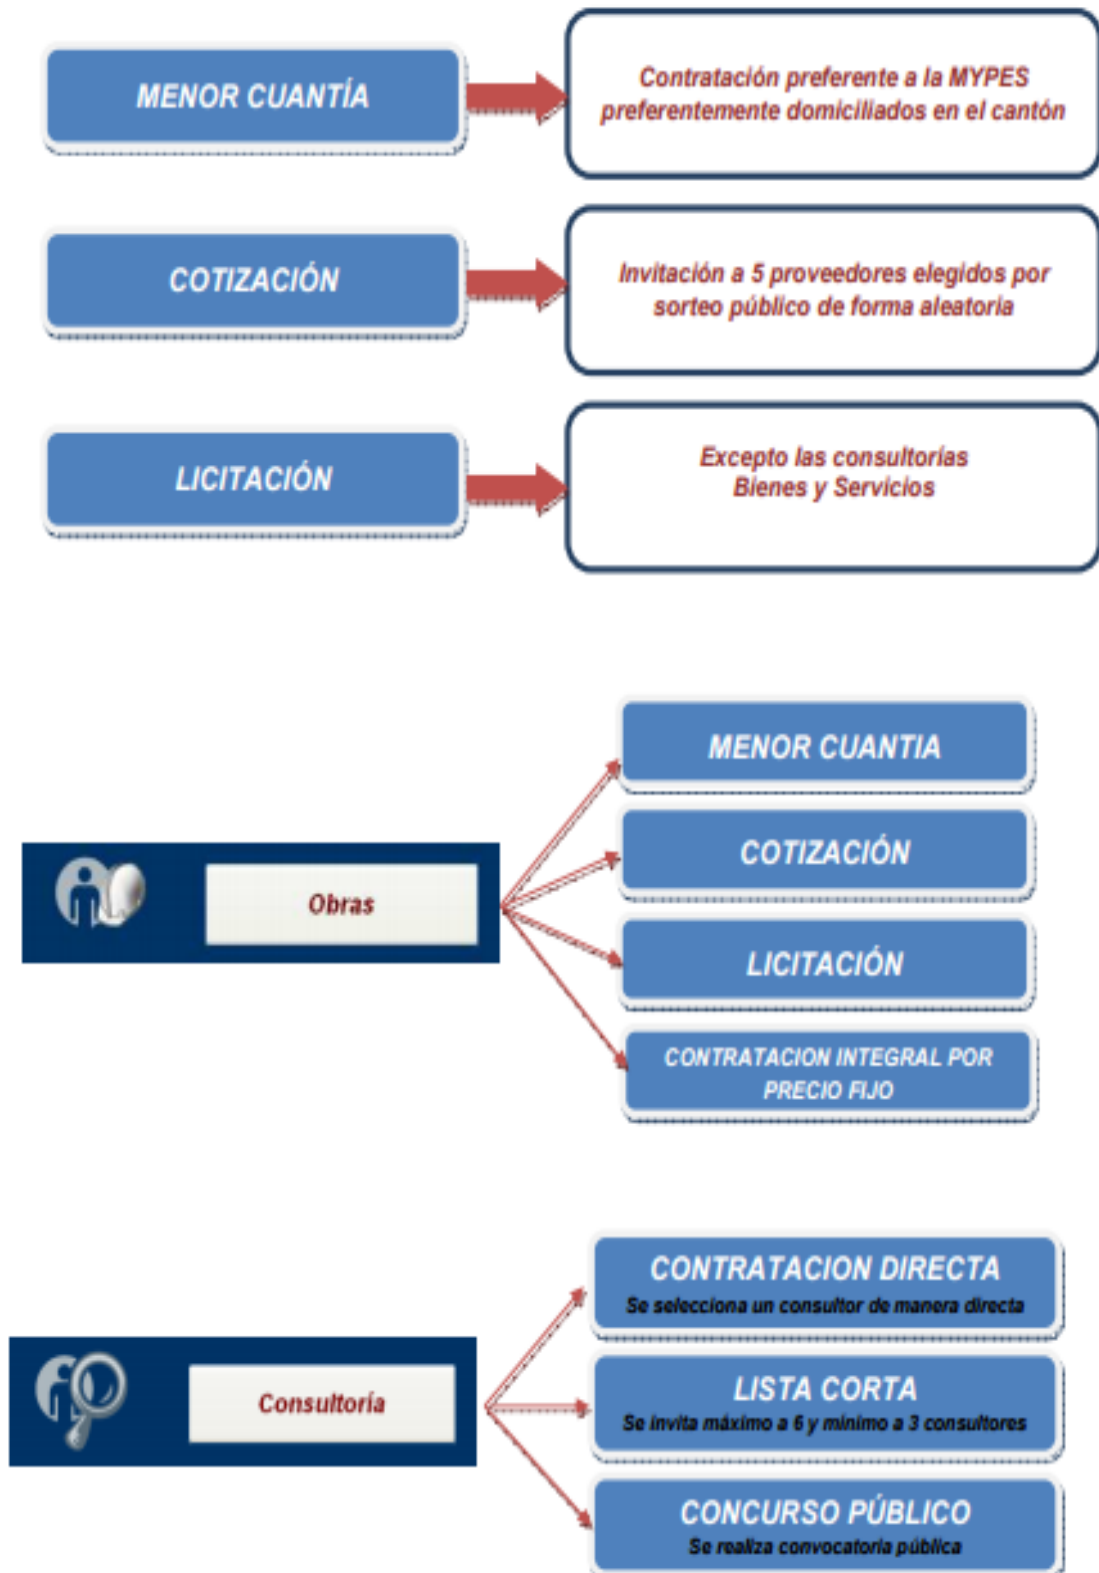 MENOR CUANTÍA
Contratación preferente a la MYPES
preferentemente domiciliados en el cantón
COTIZACIÓN
Invitación a 5 proveedores elegidos por
sorteo público de forma aleatoria
LICITACIÓN
Excepto las consultorías
Bienes y Servicios
Obras
MENOR CUANTIA
COTIZACIÓN
LICITACIÓN
CONTRATACION INTEGRAL POR
PRECIO FIJO
Consultoría
CONTRATACION DIRECTA
Se selecciona un consultor de manera directa
LISTA CORTA
Se invita máximo a 6 y mínimo a 3 consultores
CONCURSO PÚBLICO
Se realiza convocatoria pública